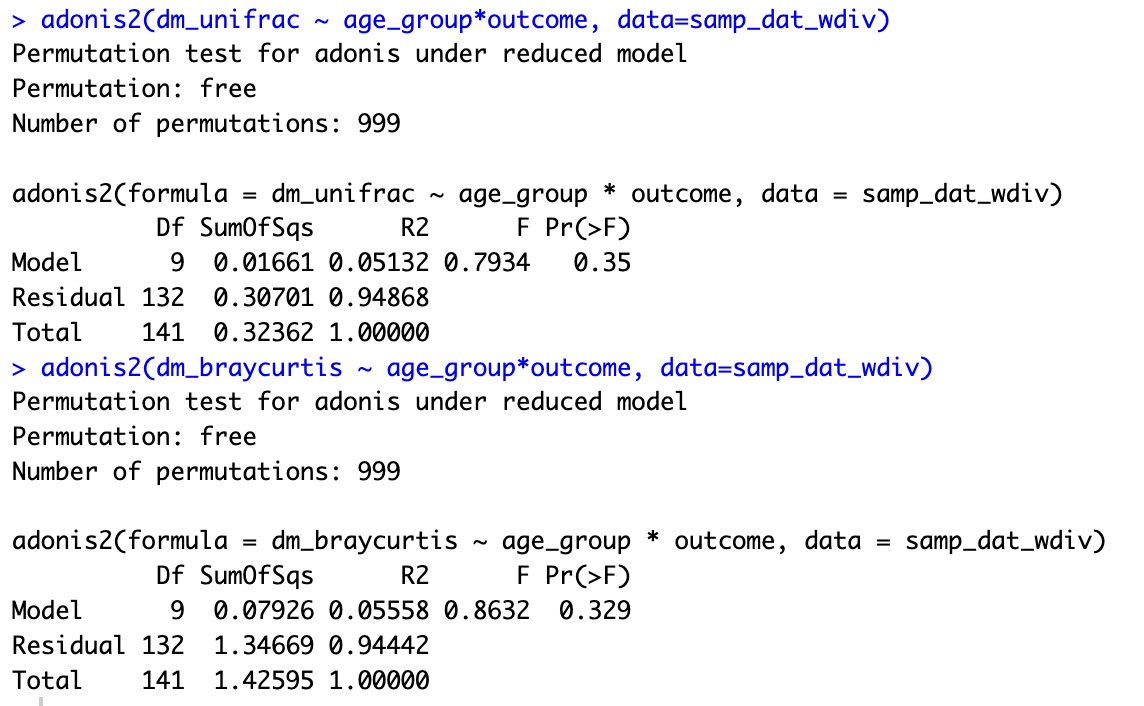 > adonis2(dm_unifrac ~ age_group*outcome, data=samp_dat_wdiv)
Permutation test for adonis under reduced model
Permutation: free
Number of permutations: 999

adonis2(formula = dm_unifrac ~ age_group * outcome, data = samp_dat_wdiv)
          Df SumOfSqs      R2      F Pr(>F)
Model      9  0.01661 0.05132 0.7934   0.35
Residual 132  0.30701 0.94868
Total    141  0.32362 1.00000
> adonis2(dm_braycurtis ~ age_group*outcome, data=samp_dat_wdiv)
Permutation test for adonis under reduced model
Permutation: free
Number of permutations: 999

adonis2(formula = dm_braycurtis ~ age_group * outcome, data = samp_dat_wdiv)
          Df SumOfSqs      R2      F Pr(>F)
Model      9  0.07926 0.05558 0.8632  0.329
Residual 132  1.34669 0.94442
Total    141  1.42595 1.00000